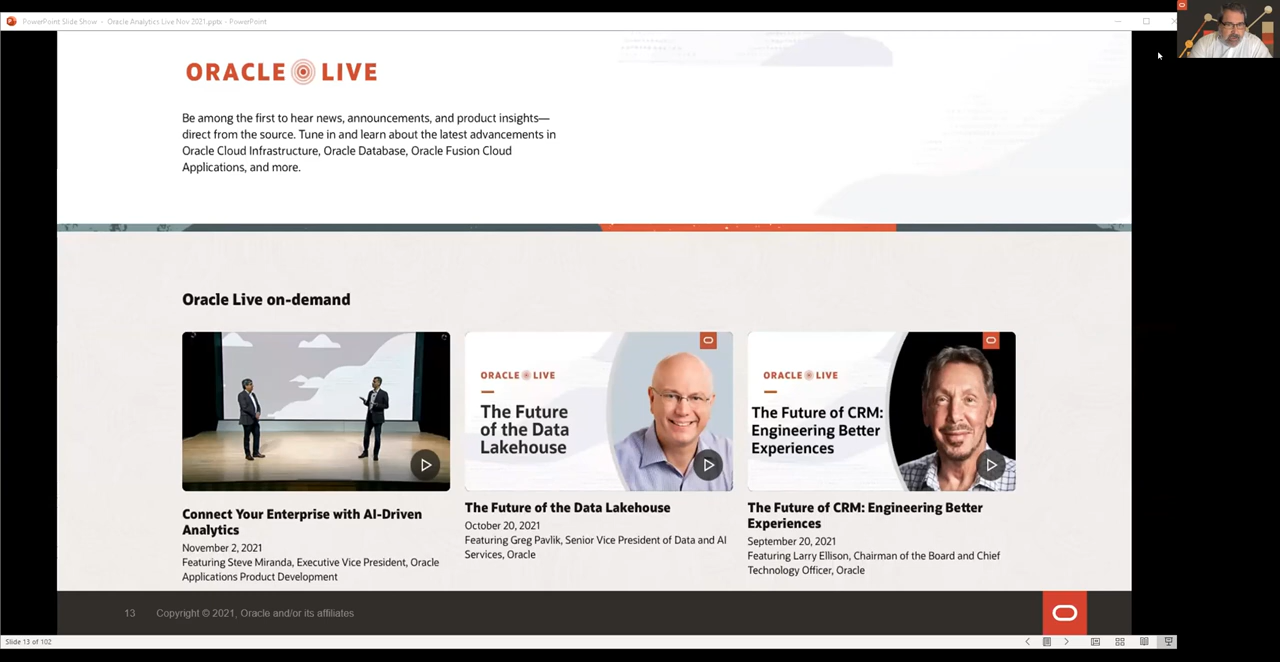 PowerPoint Slide Show - Oracle Analytics Live Nov 2021.pptx - PowerPoint
ORACLE LIVE
Be among the first to hear news, announcements, and product insights—
direct from the source. Tune in and learn about the latest advancements in
Oracle Cloud Infrastructure, Oracle Database, Oracle Fusion Cloud
Applications, and more.
Oracle Live on-demand
Connect Your Enterprise with AI-Driven
Analytics
November 2, 2021
Featuring Steve Miranda, Executive Vice President, Oracle
Applications Product Development
ORACLE LIVE
The Future
of the Data
Lakehouse
The Future of the Data Lakehouse
October 20, 2021
Featuring Greg Pavlik, Senior Vice President of Data and AI
Services, Oracle
ORACLE LIVE
The Future of CRM:
Engineering Better
Experiences
The Future of CRM: Engineering Better
Experiences
September 20, 2021
Featuring Larry Ellison, Chairman of the Board and Chief
Technology Officer, Oracle
13 Copyright © 2021, Oracle and/or its affiliates
Slide 13 of 102